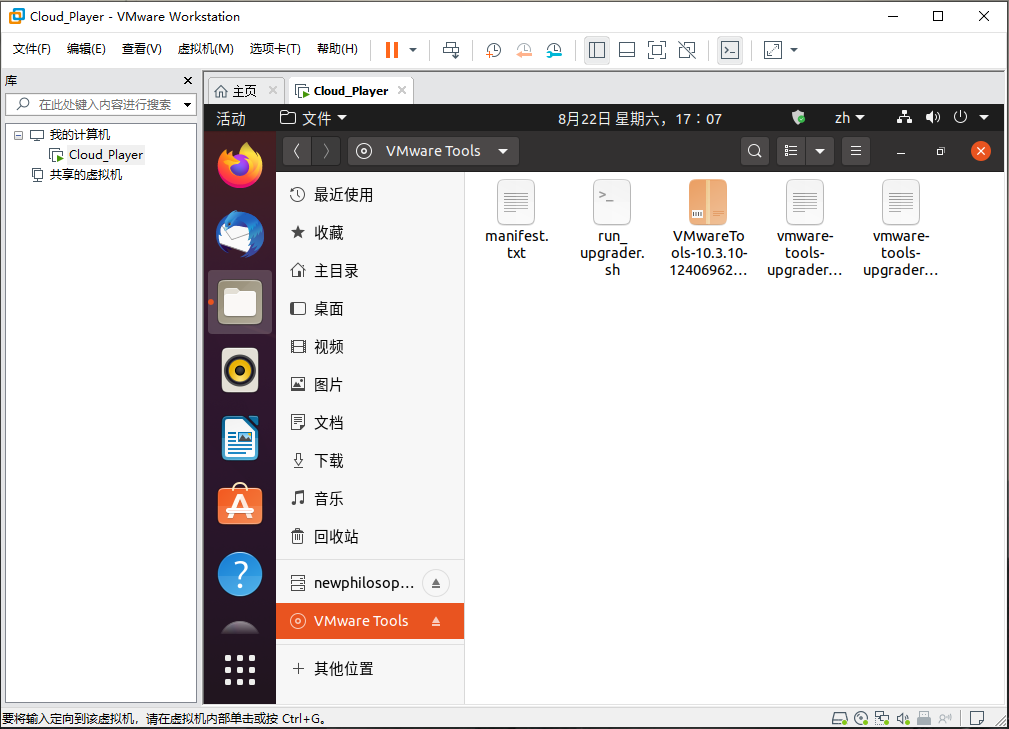 Cloud_Player - VMware Workstation
文件(F) 编辑(E) 查看(V) 虚拟机(M) 选项卡(T) 帮助(H)
库
在此处键入内容进行搜索
我的计算机
Cloud_Player
共享的虚拟机
主页 Cloud_Player
活动 文件 8月22日 星期六，17：07 zh
VMware Tools
最近使用
收藏
主目录
桌面
视频
图片
文档
下载
音乐
回收站
newphilosop...
VMware Tools
其他位置
manifest.
txt
run_
upgrader.
sh
VMwareTo
ols-10.3.10-
12406962...
vmware-
tools-
upgrader...
vmware-
tools-
upgrader...
要将输入定向到该虚拟机，请在虚拟机内部单击或按 Ctrl+G。